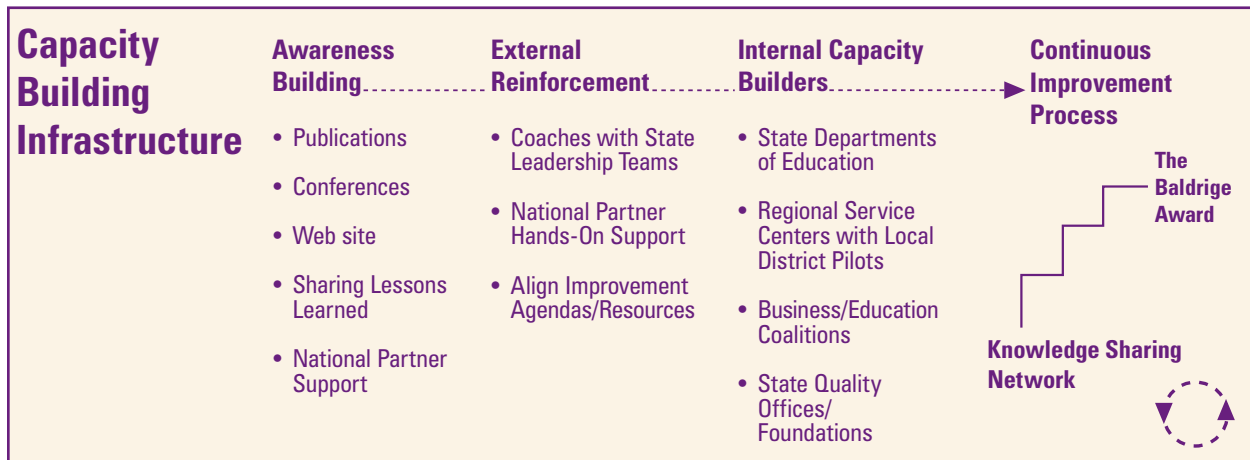 Capacity
Building
Infrastructure
Awareness
Building
• Publications
• Conferences
• Web site
• Sharing Lessons
Learned
• National Partner
Support
External
Reinforcement
• Coaches with State
Leadership Teams
• National Partner
Hands-On Support
• Align Improvement
Agendas/Resources
Internal Capacity
Builders
• State Departments
of Education
• Regional Service
Centers with Local
District Pilots
• Business/Education
Coalitions
• State Quality
Offices/
Foundations
Continuous
Improvement
Process
The
Baldrige
Award
Knowledge Sharing
Network